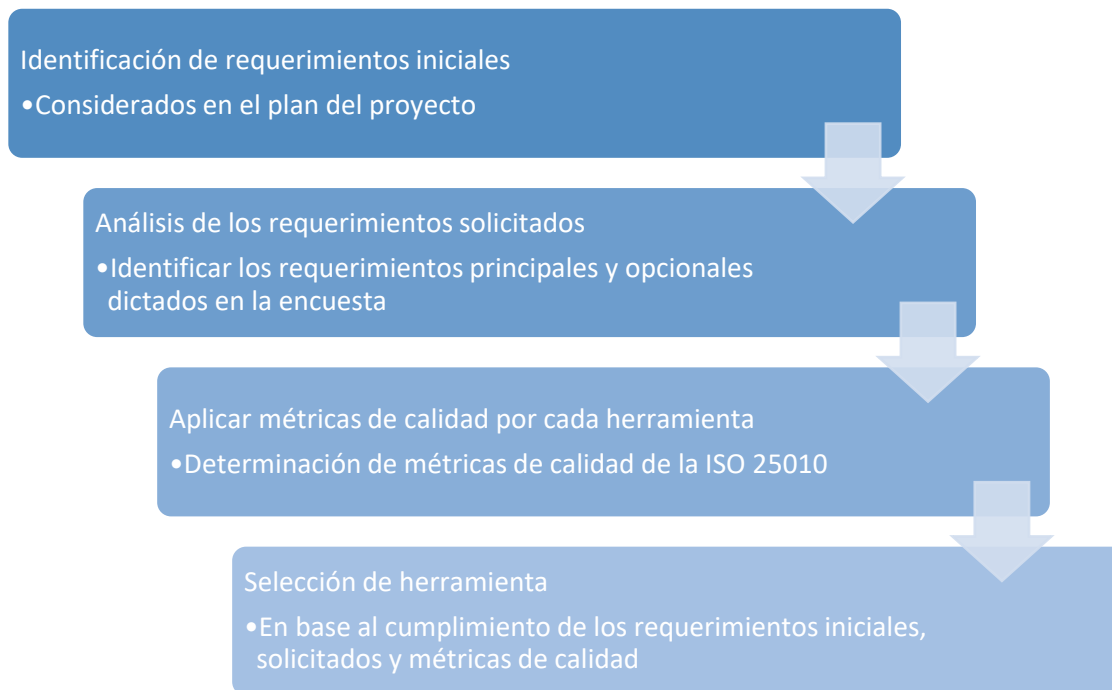 Identificación de requerimientos iniciales
•Considerados en el plan del proyecto
Análisis de los requerimientos solicitados
•Identificar los requerimientos principales y opcionales
dictados en la encuesta
Aplicar métricas de calidad por cada herramienta
•Determinación de métricas de calidad de la ISO 25010
Selección de herramienta
•En base al cumplimiento de los requerimientos iniciales,
solicitados y métricas de calidad